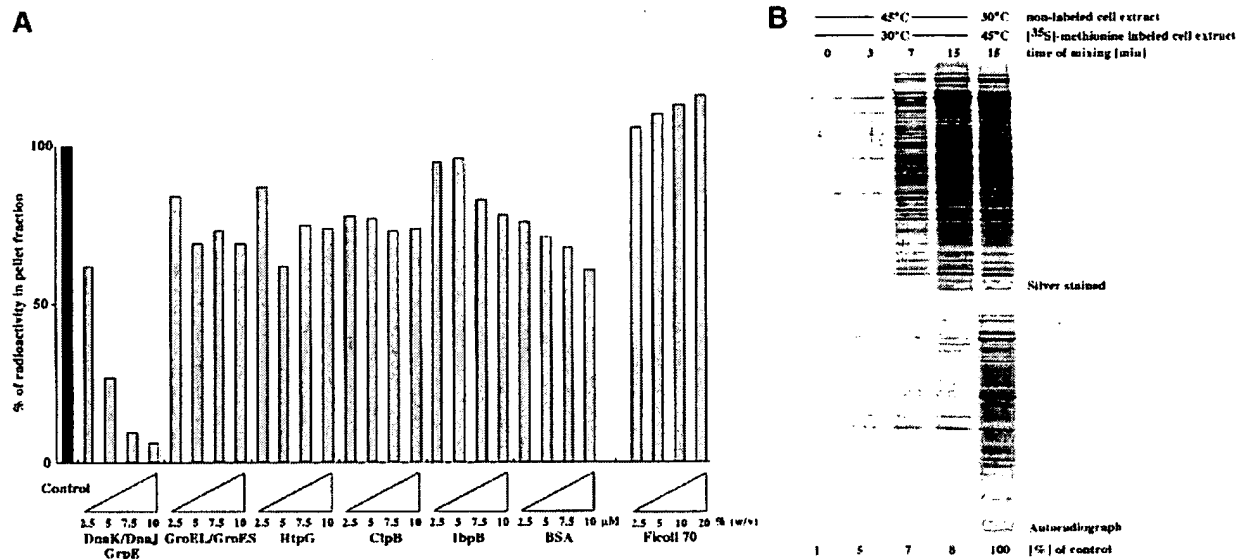 A
% of radioactivity in pellet fraction
100
50
0
Control
2.5 5 7.5 10 2.5 5 7.5 10 2.5 5 7.5 10 2.5 5 7.5 10 2.5 5 7.5 10 2.5 5 7.5 10 μM 2.5 5 10 20 % (w/v)
DnaK/DnaJ GroEL/GroES HtpG ClpB IbpB BSA Ficoll 70
GrpE
B
45°C 30°C non-labeled cell extract
30°C 45°C [35S]-methionine labeled cell extract
0 3 7 15 15 time of mixing [min]
Silver stained
Autoradiograph
1 5 7 8 100 [%] of control